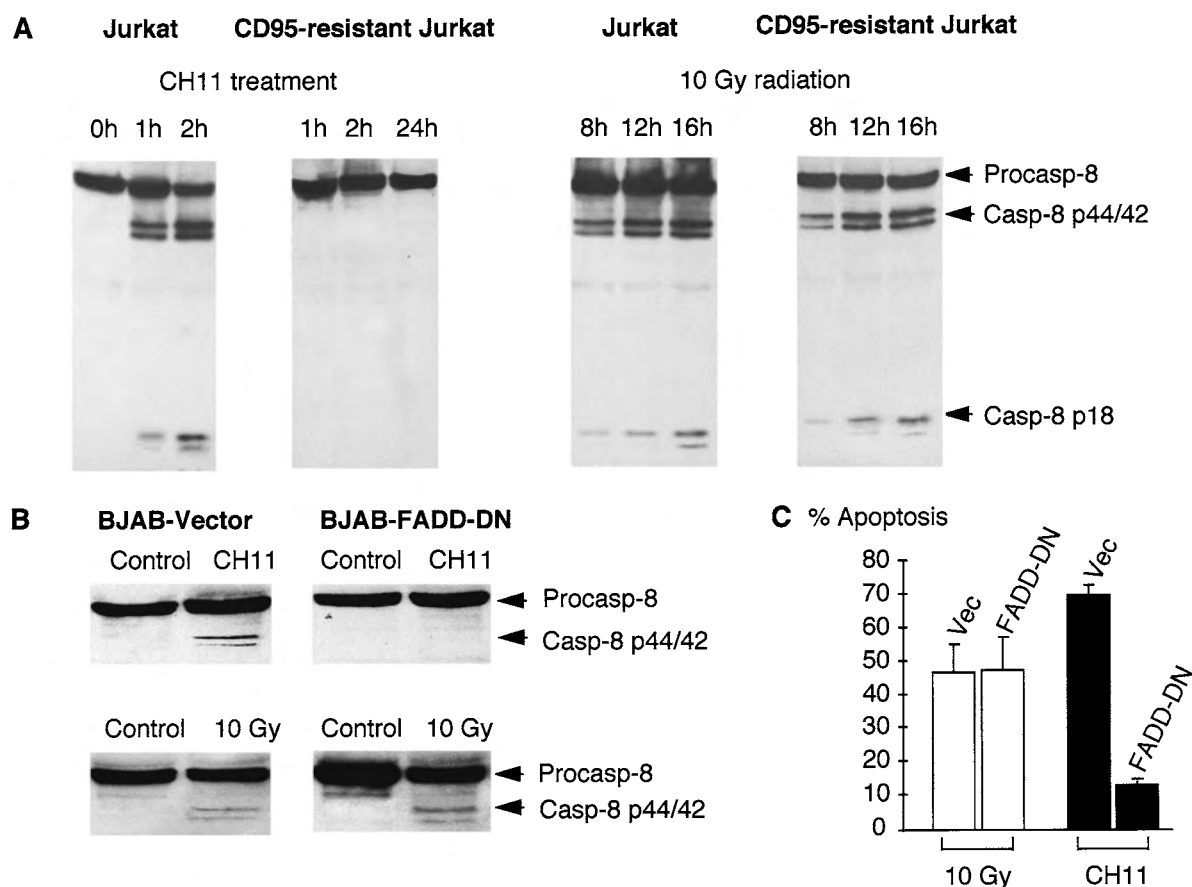 A
Jurkat CD95-resistant Jurkat
CH11 treatment
0h 1h 2h 1h 2h 24h
Jurkat CD95-resistant Jurkat
10 Gy radiation
8h 12h 16h 8h 12h 16h
Procasp-8
Casp-8 p44/42
Casp-8 p18
B
BJAB-Vector BJAB-FADD-DN
Control CH11 Control CH11
Procasp-8
Casp-8 p44/42
Control 10 Gy Control 10 Gy
Procasp-8
Casp-8 p44/42
C % Apoptosis
80
70
60
50
40
30
20
10
0
Vec
FADD-DN
Vec
FADD-DN
10 Gy CH11